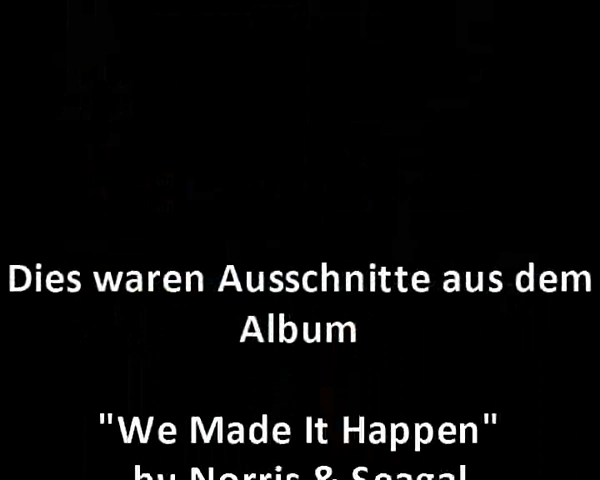 Dies waren Ausschnitte aus dem
Album
"We Made It Happen"
by Norris & Seagal